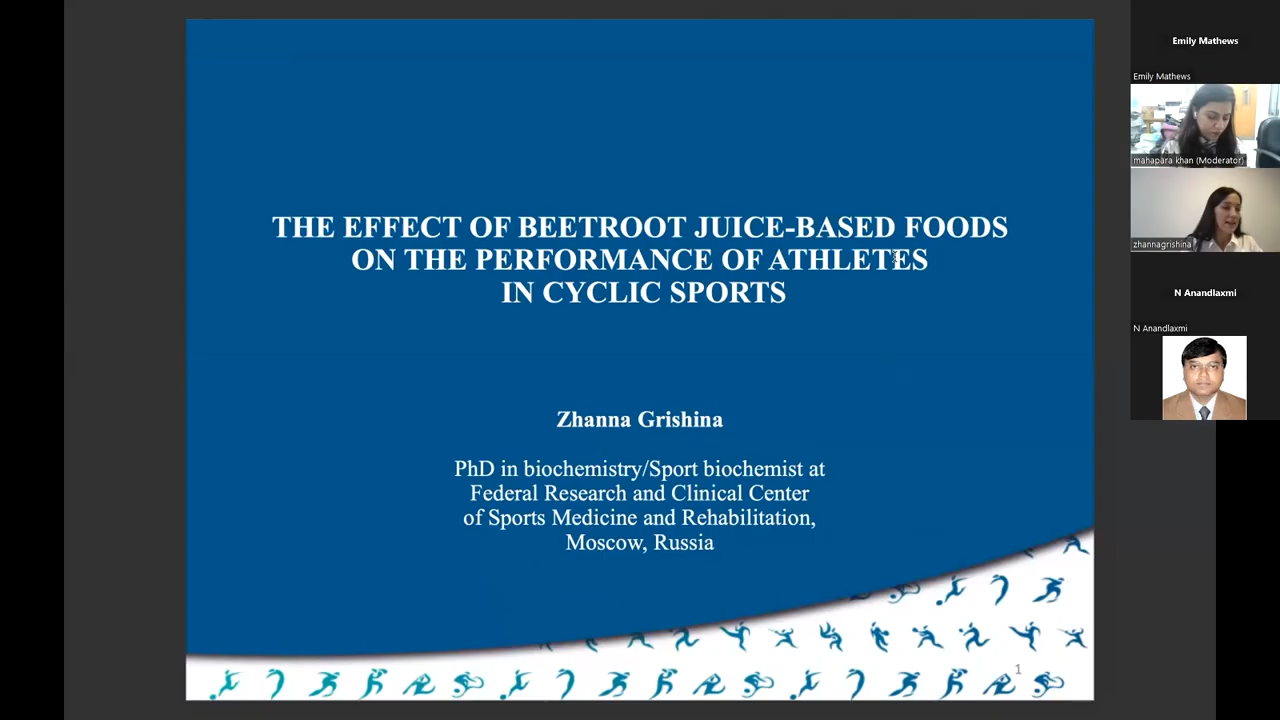 THE EFFECT OF BEETROOT JUICE-BASED FOODS
ON THE PERFORMANCE OF ATHLETES
IN CYCLIC SPORTS
Zhanna Grishina
PhD in biochemistry/Sport biochemist at
Federal Research and Clinical Center
of Sports Medicine and Rehabilitation,
Moscow, Russia
1
Emily Mathews
Emily Mathews
mahapara khan (Moderator)
zhannagrishina
N Anandlaxmi
N Anandlaxmi